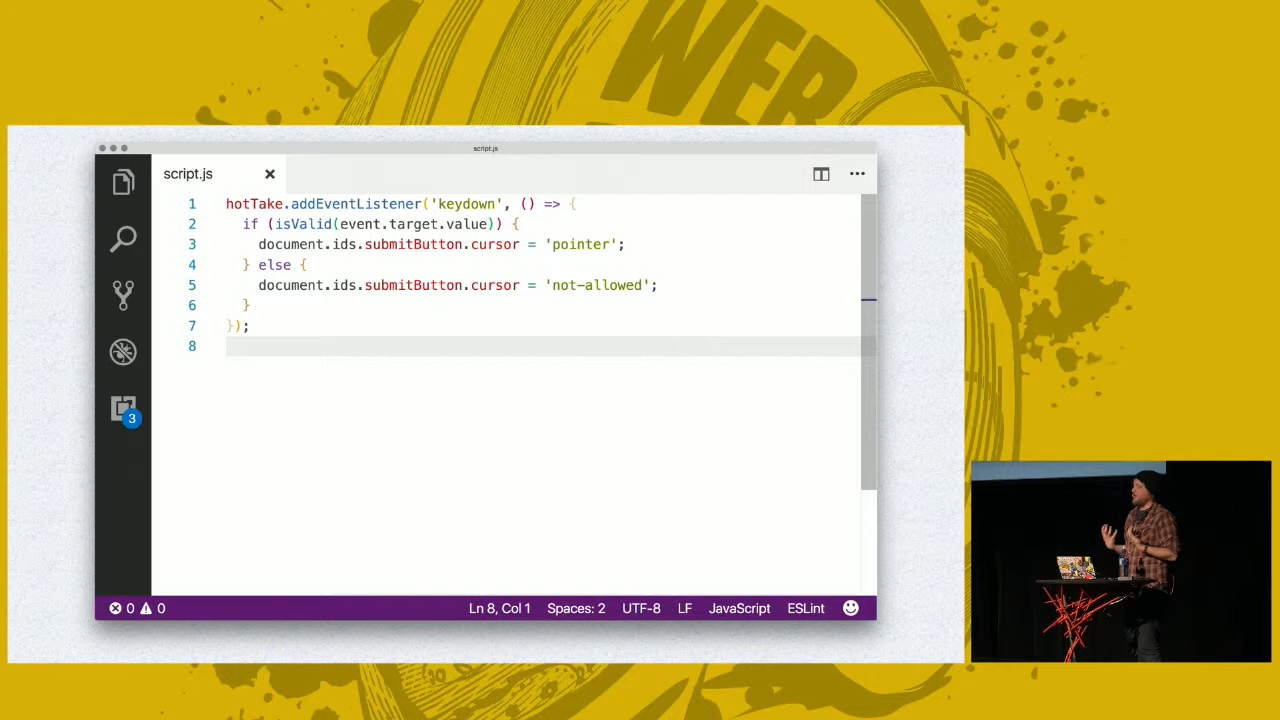 WEB
script.js
script.js
1 hotTake.addEventListener('keydown', () => {
2 if (isValid(event.target.value)) {
3 document.ids.submitButton.cursor = 'pointer';
4 } else {
5 document.ids.submitButton.cursor = 'not-allowed';
6 }
7 });
8
3
0 0 Ln 8, Col 1 Spaces: 2 UTF-8 LF JavaScript ESLint